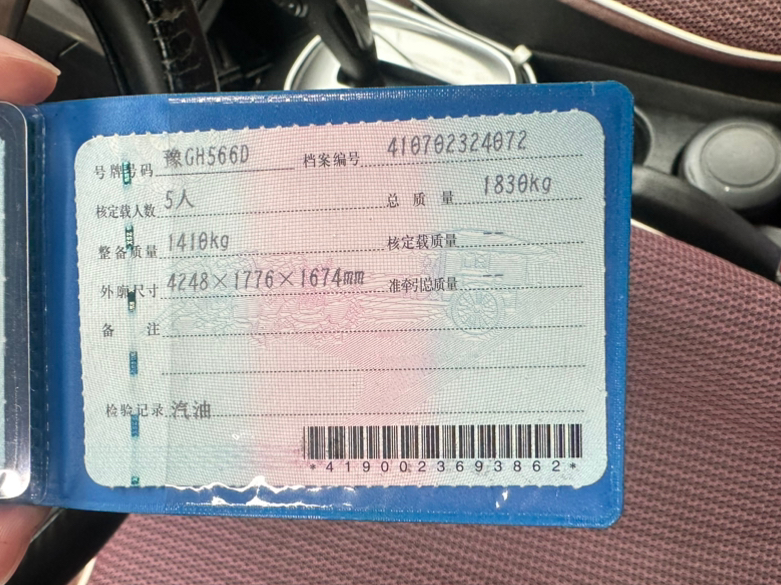 号牌号码 豫GH566D 档案编号 410702324072
核定载人数 5人 总质量 1830kg
整备质量 1410kg 核定载质量 --
外廓尺寸 4248×1776×1674mm 准牵引总质量 --
备注
检验记录 汽油
*4190023693862*